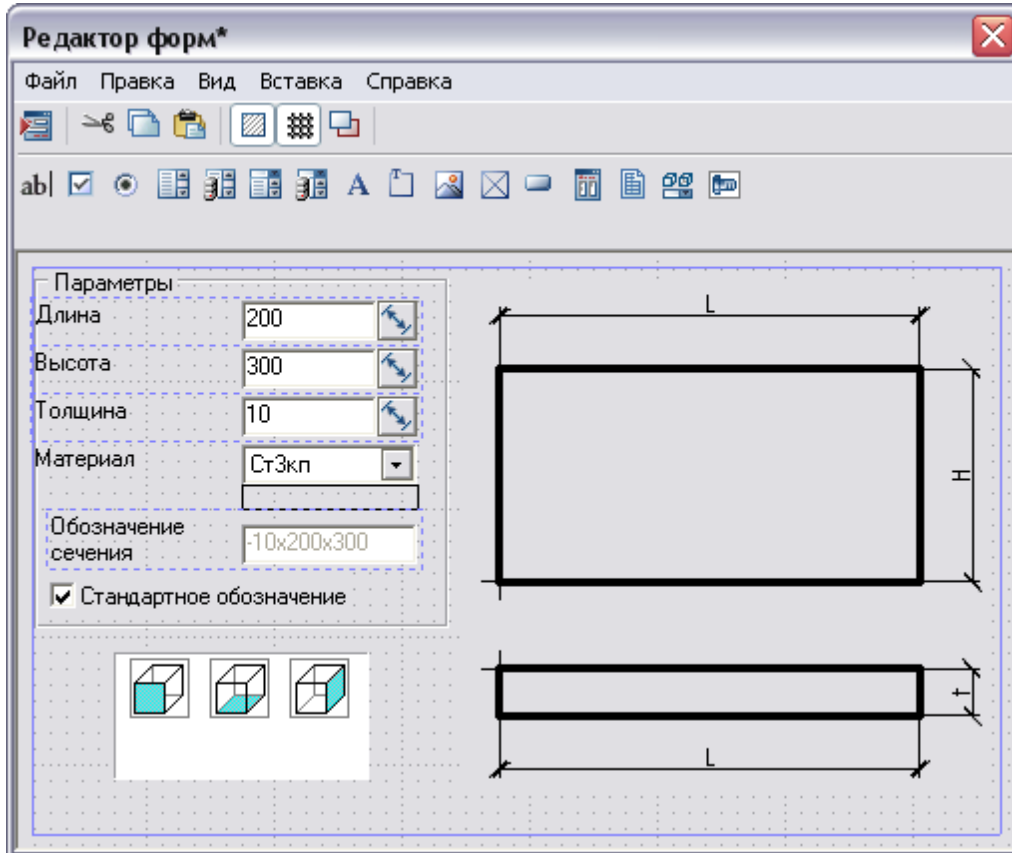 Редактор форм*
Файл Правка Вид Вставка Справка
ab| A
Параметры
Длина 200
Высота 300
Толщина 10
Материал Ст3кп
Обозначение
сечения
-10x200x300
Стандартное обозначение
L
H
t
L